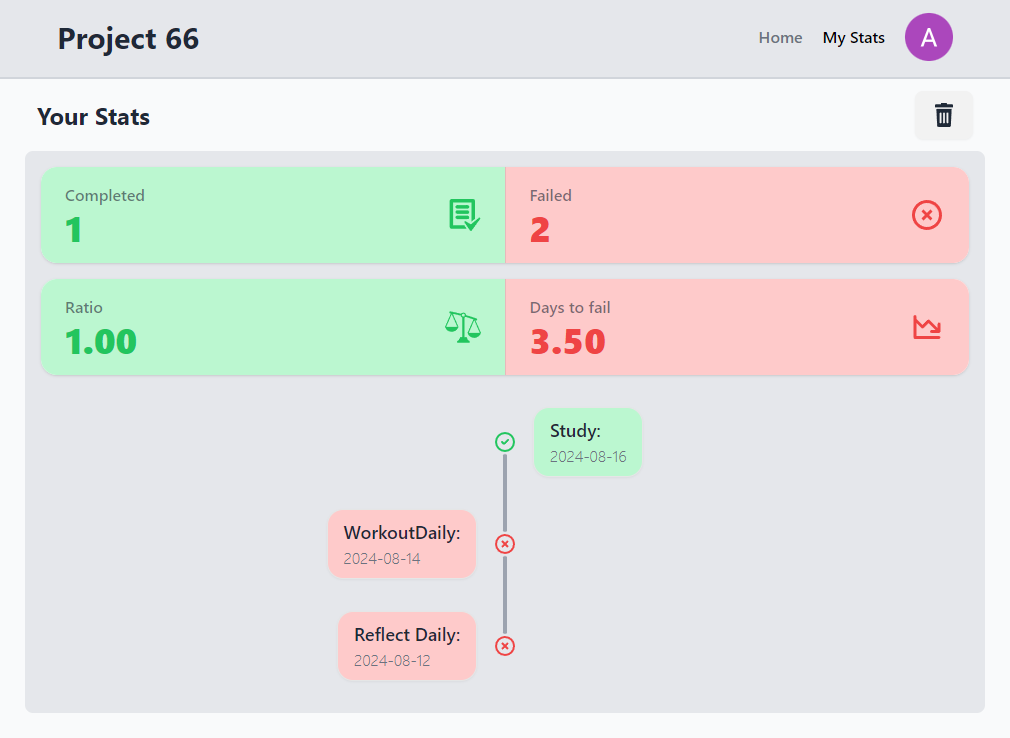 Project 66
Home
My Stats
A
Your Stats
Completed
1
Failed
2
Ratio
1.00
Days to fail
3.50
Study:
2024-08-16
WorkoutDaily:
2024-08-14
Reflect Daily:
2024-08-12